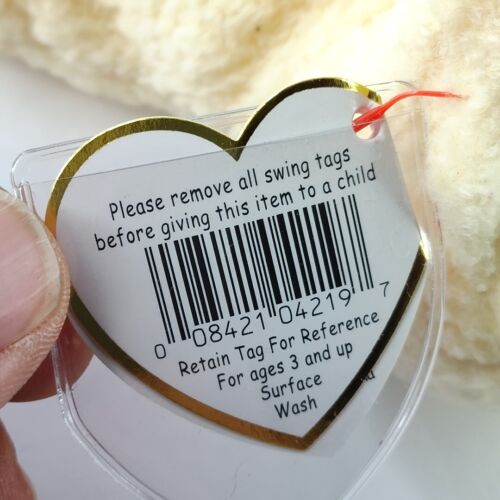 Please remove all swing tags
before giving this item to a child
0 08421 04219 7
Retain Tag For Reference
For ages 3 and up
Surface
Wash